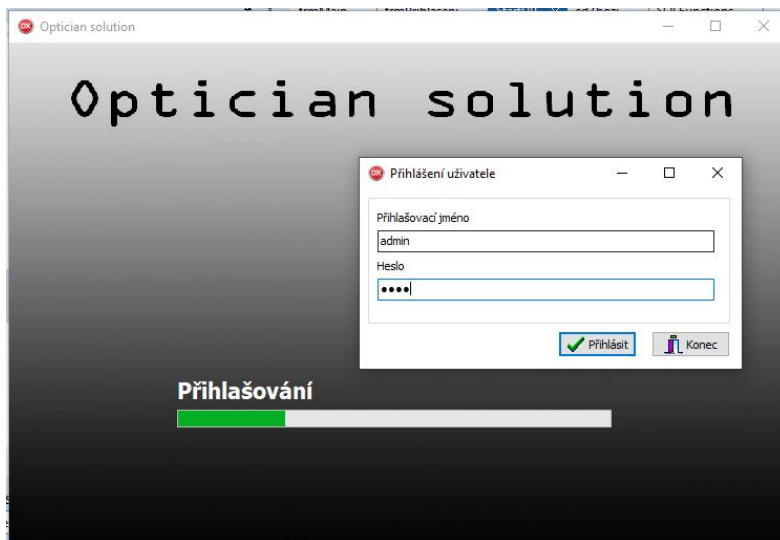 Optician solution
Optician solution
Přihlášení uživatele
Přihlašovací jméno
admin
Heslo
••••
Přihlásit
Konec
Přihlašování